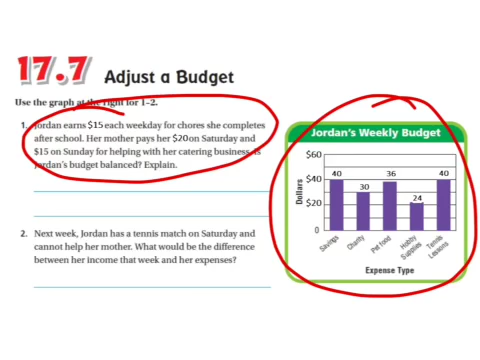 17.7 Adjust a Budget
Use the graph at the right for 1–2.
1. Jordan earns $15 each weekday for chores she completes
after school. Her mother pays her $20 on Saturday and
$15 on Sunday for helping with her catering business. Is
Jordan's budget balanced? Explain.
2. Next week, Jordan has a tennis match on Saturday and
cannot help her mother. What would be the difference
between her income that week and her expenses?
Jordan's Weekly Budget
Dollars
$60
$40
$20
0
40
30
36
24
40
Savings
Charity
Pet food
Hobby
Supplies
Tennis
Lessons
Expense Type